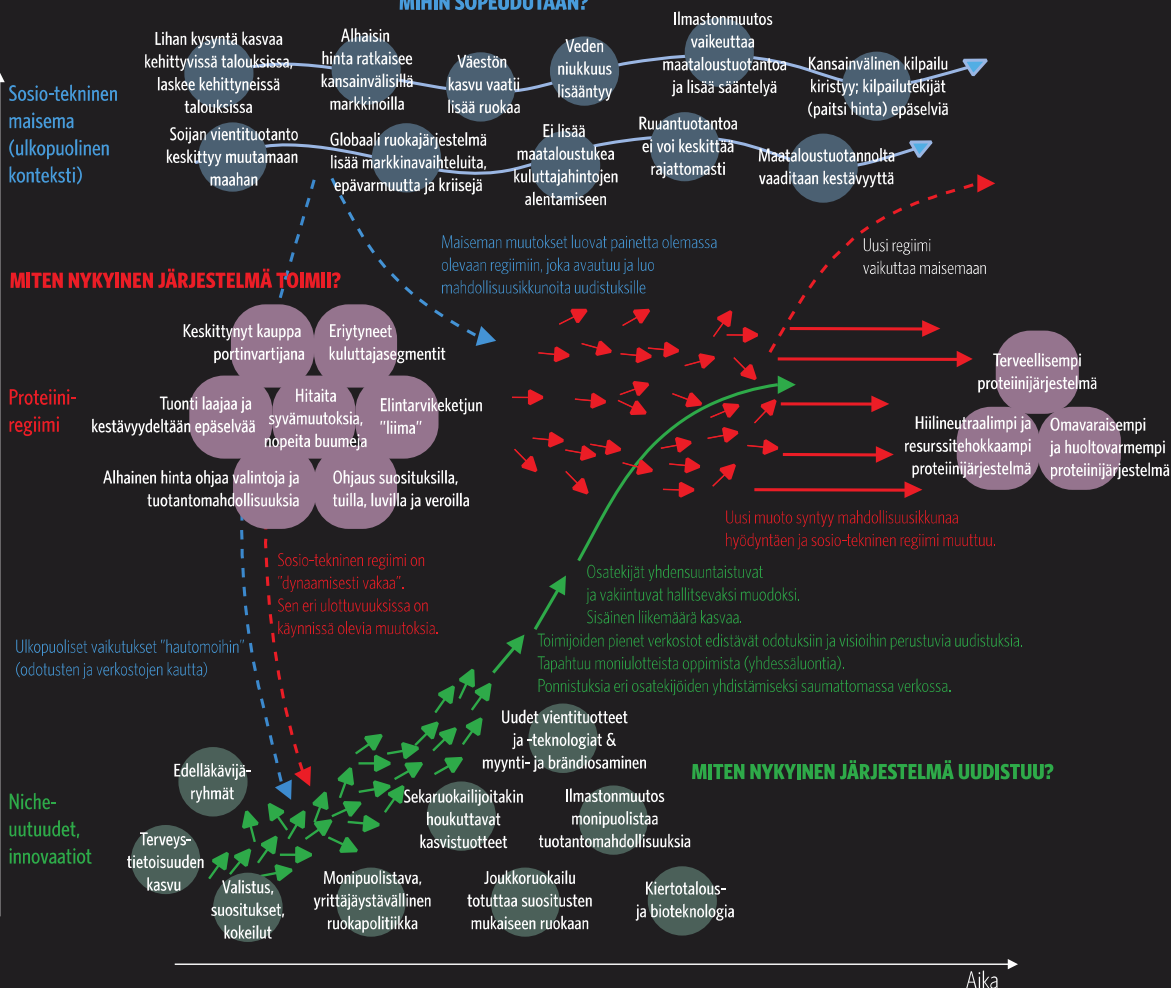 MIHIN SOPEUDUTAAN?
Sosio-tekninen
maisema
(ulkopuolinen
konteksti)
Lihan kysyntä kasvaa
kehittyvissä talouksissa,
laskee kehittyneissä
talouksissa
Alhaisin
hinta ratkaisee
kansainvälisillä
markkinoilla
Väestön
kasvu vaatii
lisää ruokaa
Veden
niukkuus
lisääntyy
Ilmastonmuutos
vaikeuttaa
maataloustuotantoa
ja lisää sääntelyä
Kansainvälinen kilpailu
kiristyy; kilpailutekijät
(paitsi hinta) epäselviä
Soijan vientituotanto
keskittyy muutamaan
maahan
Globaali ruokajärjestelmä
lisää markkinavaihteluita,
epävarmuutta ja kriisejä
Ei lisää
maataloustukea
kuluttajahintojen
alentamiseen
Ruuantuotantoa
ei voi keskittää
rajattomasti
Maataloustuotannolta
vaaditaan kestävyyttä
Maiseman muutokset luovat painetta olemassa
olevaan regiimiin, joka avautuu ja luo
mahdollisuusikkunoita uudistuksille
Uusi regiimi
vaikuttaa maisemaan
MITEN NYKYINEN JÄRJESTELMÄ TOIMII?
Proteiini-
regiimi
Keskittynyt kauppa
portinvartijana
Eriytyneet
kuluttajasegmentit
Tuonti laajaa ja
kestävyydeltään epäselvää
Hitaita
syvämuutoksia,
nopeita buumeja
Elintarvikeketjun
"liima"
Alhainen hinta ohjaa valintoja ja
tuotantomahdollisuuksia
Ohjaus suosituksilla,
tuilla, luvilla ja veroilla
Terveellisempi
proteiinijärjestelmä
Hiilineutraalimpi ja
resurssitehokkaampi
proteiinijärjestelmä
Omavaraisempi
ja huoltovarmempi
proteiinijärjestelmä
Uusi muoto syntyy mahdollisuusikkunaa
hyödyntäen ja sosio-tekninen regiimi muuttuu.
Sosio-tekninen regiimi on
"dynaamisesti vakaa".
Sen eri ulottuvuuksissa on
käynnissä olevia muutoksia.
Ulkopuoliset vaikutukset "hautomoihin"
(odotusten ja verkostojen kautta)
Osatekijät yhdensuuntaistuvat
ja vakiintuvat hallitsevaksi muodoksi.
Sisäinen liikemäärä kasvaa.
Toimijoiden pienet verkostot edistävät odotuksiin ja visioihin perustuvia uudistuksia.
Tapahtuu moniulotteista oppimista (yhdessäluontia).
Ponnistuksia eri osatekijöiden yhdistämiseksi saumattomassa verkossa.
MITEN NYKYINEN JÄRJESTELMÄ UUDISTUU?
Niche-
uutuudet,
innovaatiot
Edelläkävijä-
ryhmät
Terveys-
tietoisuuden
kasvu
Valistus,
suositukset,
kokeilut
Uudet vientituotteet
ja -teknologiat &
myynti- ja brändiosaminen
Sekaruokailijoitakin
houkuttavat
kasvistuotteet
Ilmastonmuutos
monipuolistaa
tuotantomahdollisuuksia
Monipuolistava,
yrittäjäystävällinen
ruokapolitiikka
Joukkoruokailu
totuttaa suositusten
mukaiseen ruokaan
Kiertotalous-
ja bioteknologia
Aika